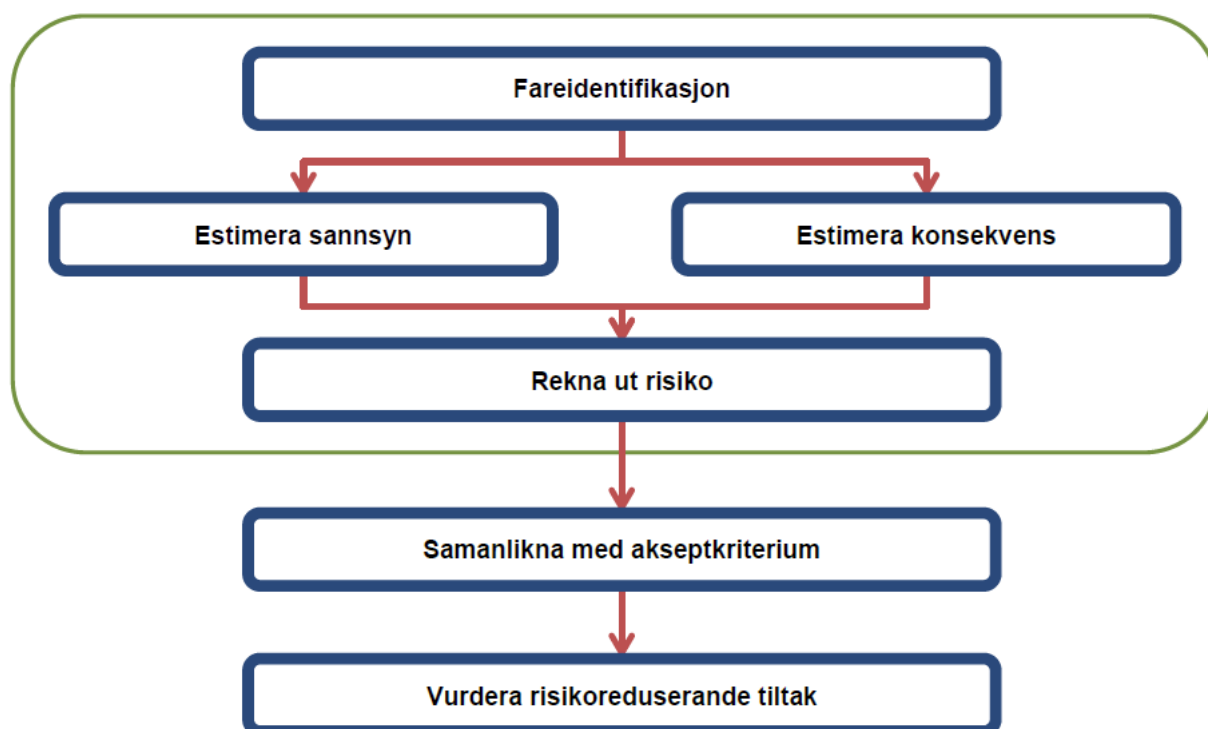 Fareidentifikasjon
Estimera sannsyn
Estimera konsekvens
Rekna ut risiko
Samanlikna med akseptkriterium
Vurdera risikoreduserande tiltak